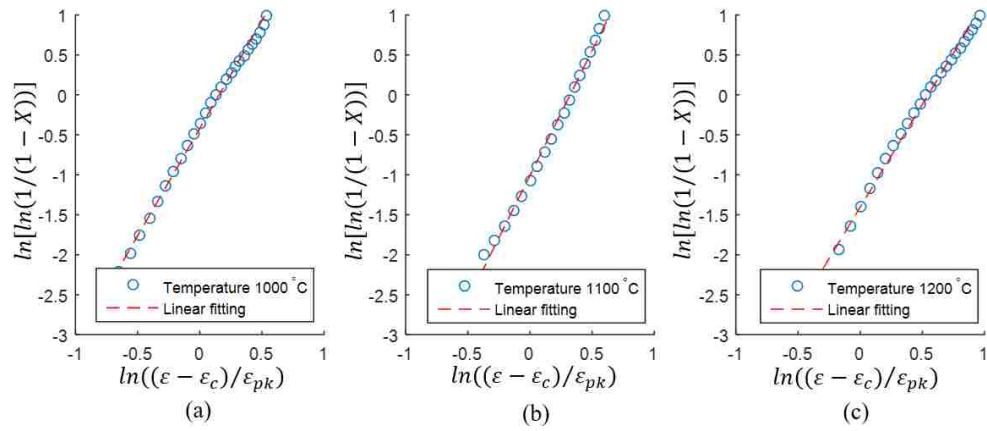 1
0.5
0
-0.5
-1
-1.5
-2
-2.5
-3
ln[ln(1/(1 − X))]
Temperature 1000 °C
Linear fitting
-1 -0.5 0 0.5 1
ln((ε − ε_c)/ε_pk)
(a)
1
0.5
0
-0.5
-1
-1.5
-2
-2.5
-3
ln[ln(1/(1 − X))]
Temperature 1100 °C
Linear fitting
-1 -0.5 0 0.5 1
ln((ε − ε_c)/ε_pk)
(b)
1
0.5
0
-0.5
-1
-1.5
-2
-2.5
-3
ln[ln(1/(1 − X))]
Temperature 1200 °C
Linear fitting
-1 -0.5 0 0.5 1
ln((ε − ε_c)/ε_pk)
(c)